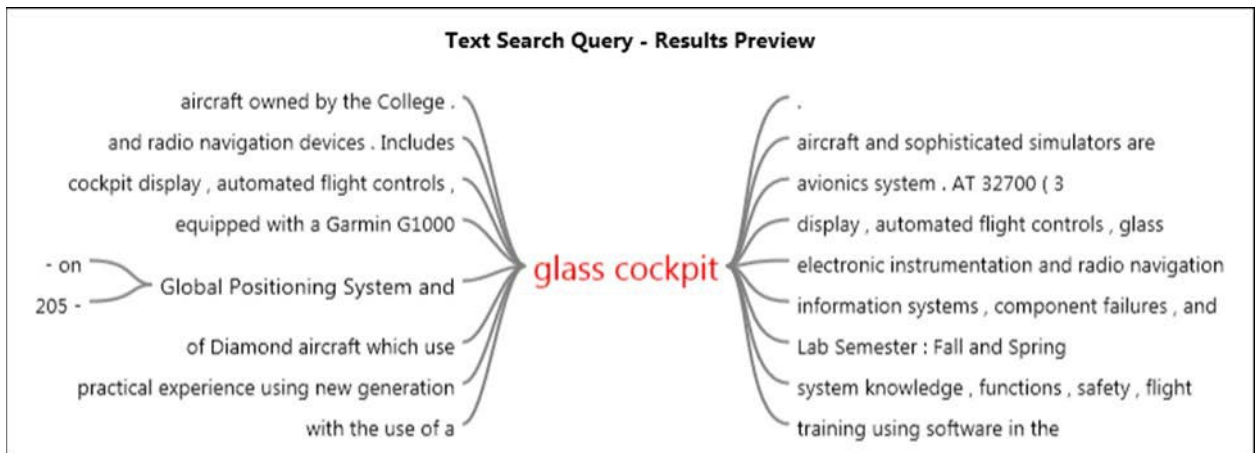 Text Search Query - Results Preview
aircraft owned by the College .
and radio navigation devices . Includes
cockpit display , automated flight controls ,
equipped with a Garmin G1000
- on
205 -
Global Positioning System and
of Diamond aircraft which use
practical experience using new generation
with the use of a
glass cockpit
.
aircraft and sophisticated simulators are
avionics system . AT 32700 ( 3
display , automated flight controls , glass
electronic instrumentation and radio navigation
information systems , component failures , and
Lab Semester : Fall and Spring
system knowledge , functions , safety , flight
training using software in the